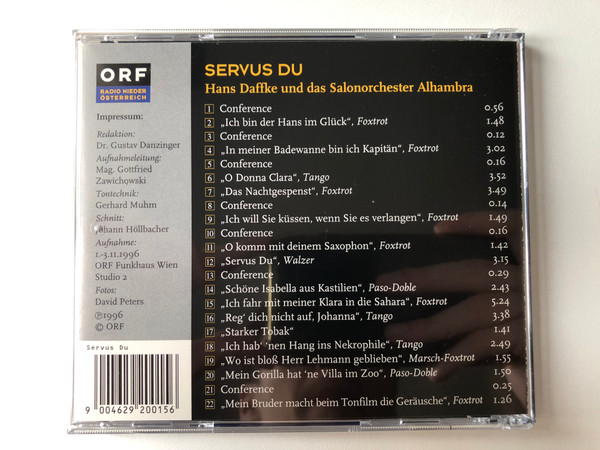 ORF
RADIO NIEDER
ÖSTERREICH
Impressum:
Redaktion:
Dr. Gustav Danzinger
Aufnahmeleitung:
Mag. Gottfried
Zawichowski
Tontechnik:
Gerhard Muhm
Schnitt:
Johann Höllbacher
Aufnahme:
1.-3.11.1996
ORF Funkhaus Wien
Studio 2
Fotos:
David Peters
℗1996
© ORF
Servus Du
9 004629 200156
SERVUS DU
Hans Daffke und das Salonorchester Alhambra
1 Conference 0.56
2 „Ich bin der Hans im Glück“, Foxtrot 1.48
3 Conference 0.12
4 „In meiner Badewanne bin ich Kapitän“, Foxtrot 3.02
5 Conference 0.16
6 „O Donna Clara“, Tango 3.52
7 „Das Nachtgespenst“, Foxtrot 3.49
8 Conference 0.14
9 „Ich will Sie küssen, wenn Sie es verlangen“, Foxtrot 1.49
10 Conference 0.16
11 „O komm mit deinem Saxophon“, Foxtrot 1.42
12 „Servus Du“, Walzer 3.15
13 Conference 0.29
14 „Schöne Isabella aus Kastilien“, Paso-Doble 2.43
15 „Ich fahr mit meiner Klara in die Sahara“, Foxtrot 5.24
16 „Reg‘ dich nicht auf, Johanna“, Tango 3.38
17 „Starker Tobak“ 1.41
18 „Ich hab‘ ‘nen Hang ins Nekrophile“, Tango 2.49
19 „Wo ist bloß Herr Lehmann geblieben“, Marsch-Foxtrot 1.55
20 „Mein Gorilla hat ‘ne Villa im Zoo“, Paso-Doble 1.50
21 Conference 0.25
22 „Mein Bruder macht beim Tonfilm die Geräusche“, Foxtrot 1.26